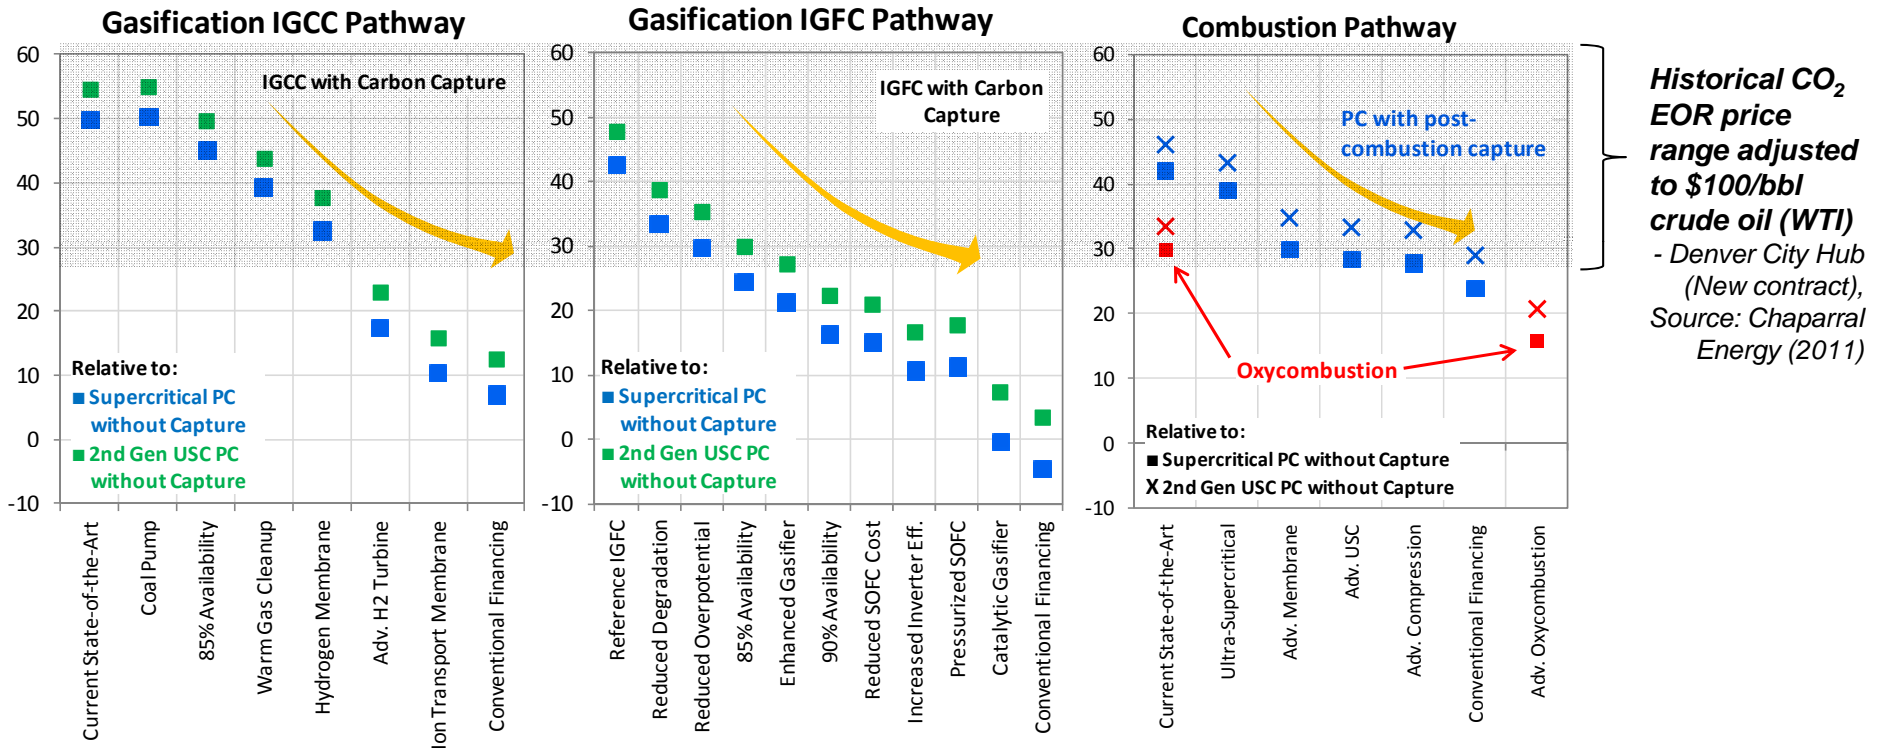 Gasification IGCC Pathway
60
50
40
30
20
10
0
-10
IGCC with Carbon Capture
Relative to:
Supercritical PC
without Capture
2nd Gen USC PC
without Capture
Current State-of-the-Art
Coal Pump
85% Availability
Warm Gas Cleanup
Hydrogen Membrane
Adv. H2 Turbine
Ion Transport Membrane
Conventional Financing
Gasification IGFC Pathway
60
50
40
30
20
10
0
-10
IGFC with Carbon
Capture
Relative to:
Supercritical PC
without Capture
2nd Gen USC PC
without Capture
Reference IGFC
Reduced Degradation
Reduced Overpotential
85% Availability
Enhanced Gasifier
90% Availability
Reduced SOFC Cost
Increased Inverter Eff.
Pressurized SOFC
Catalytic Gasifier
Conventional Financing
Combustion Pathway
60
50
40
30
20
10
0
-10
PC with post-
combustion capture
Oxycombustion
Relative to:
Supercritical PC without Capture
X 2nd Gen USC PC without Capture
Current State-of-the-Art
Ultra-Supercritical
Adv. Membrane
Adv. USC
Adv. Compression
Conventional Financing
Adv. Oxycombustion
Historical CO2
EOR price
range adjusted
to $100/bbl
crude oil (WTI)
- Denver City Hub
(New contract),
Source: Chaparral
Energy (2011)